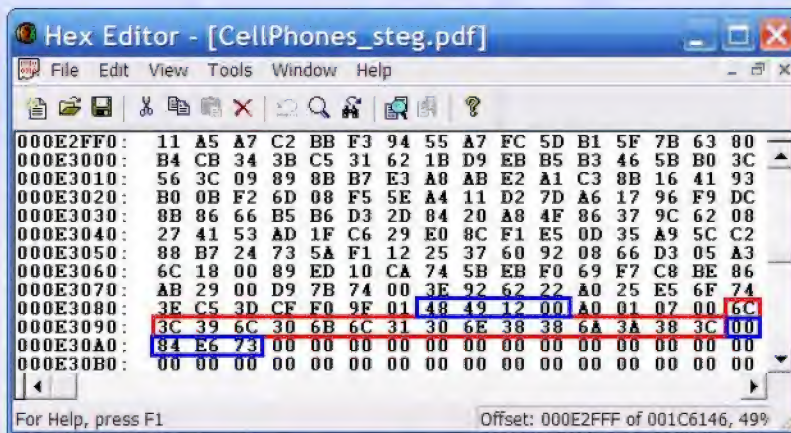 Hex Editor - [CellPhones_steg.pdf]
File Edit View Tools Window Help
000E2FF0: 11 A5 A7 C2 BB F3 94 55 A7 FC 5D B1 5F 7B 63 80
000E3000: B4 CB 34 3B C5 31 62 1B D9 EB B5 B3 46 5B B0 3C
000E3010: 56 3C 09 89 8B B7 E3 A8 AB E2 A1 C3 8B 16 41 93
000E3020: B0 0B F2 6D 08 F5 5E A4 11 D2 7D A6 17 96 F9 DC
000E3030: 8B 86 66 B5 B6 D3 2D 84 20 A8 4F 86 37 9C 62 08
000E3040: 27 41 53 AD 1F C6 29 E0 8C F1 E5 0D 35 A9 5C C2
000E3050: 88 B7 24 73 5A F1 12 25 37 60 92 08 66 D3 05 A3
000E3060: 6C 18 00 89 ED 10 CA 74 5B EB F0 69 F7 C8 BE 86
000E3070: AB 29 00 D9 7B 74 00 3E 92 62 22 A0 25 E5 6F 74
000E3080: 3E C5 3D CF F0 9F 01 48 49 12 00 A0 01 07 00 6C
000E3090: 3C 39 6C 30 6B 6C 31 30 6E 38 38 6A 3A 38 3C 00
000E30A0: 84 E6 73 00 00 00 00 00 00 00 00 00 00 00 00 00
000E30B0: 00 00 00 00 00 00 00 00 00 00 00 00 00 00 00 00
For Help, press F1 Offset: 000E2FFF of 001C6146, 49%